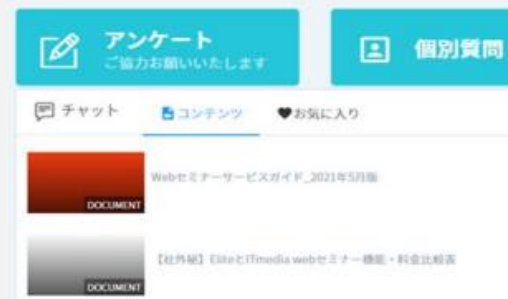 アンケート
ご協力お願いいたします
個別質問
チャット
コンテンツ
お気に入り
Webセミナーサービスガイド_2021年5月版
DOCUMENT
【社外秘】EliteとITmedia webセミナー機能・料金比較表
DOCUMENT